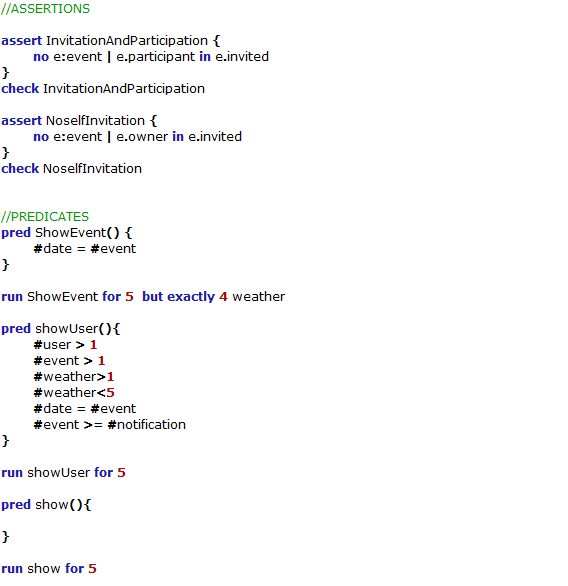 //ASSERTIONS
assert InvitationAndParticipation {
no e:event | e.participant in e.invited
}
check InvitationAndParticipation
assert NoselfInvitation {
no e:event | e.owner in e.invited
}
check NoselfInvitation
//PREDICATES
pred ShowEvent() {
#date = #event
}
run ShowEvent for 5  but exactly 4 weather
pred showUser(){
#user > 1
#event > 1
#weather>1
#weather<5
#date = #event
#event >= #notification
}
run showUser for 5
pred show(){
}
run show for 5